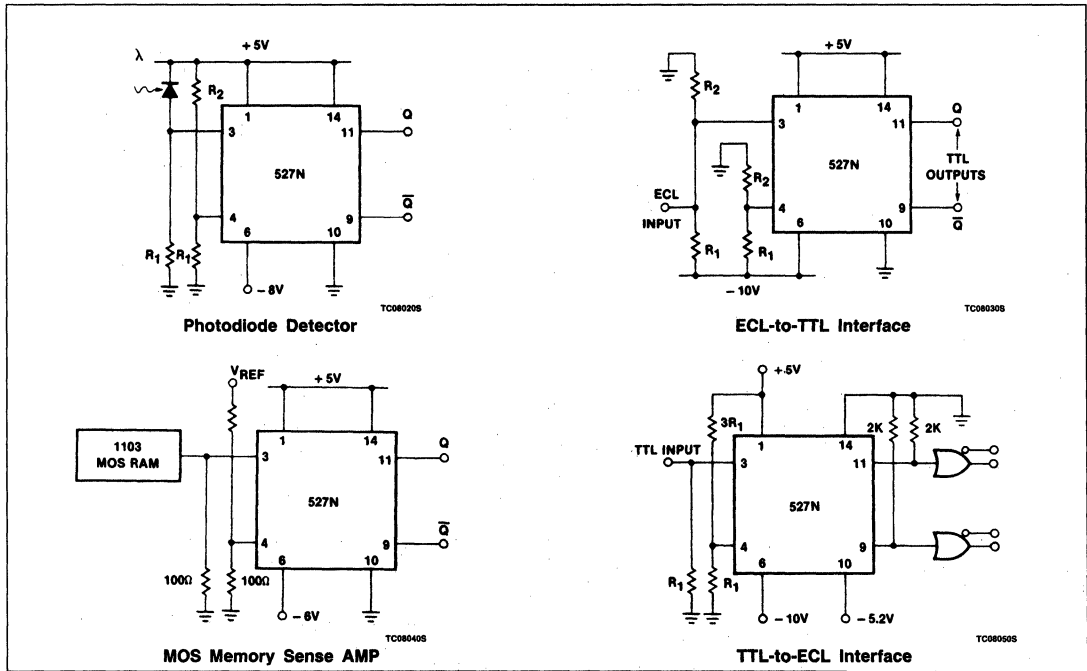 λ
+ 5V
R2
1
14
3
11
Q
527N
4
9
Q̅
6
10
R1
R1
– 8V
TC08020S
Photodiode Detector
+ 5V
R2
1
14
Q
3
11
R2
527N
TTL
OUTPUTS
ECL
INPUT
4
9
Q̅
6
10
R1
R1
– 10V
TC08030S
ECL-to-TTL Interface
VREF
+ 5V
1103
MOS RAM
1
14
3
11
Q
527N
4
9
Q̅
6
10
100Ω
100Ω
– 6V
TC08040S
MOS Memory Sense AMP
+ 5V
3R1
2K
2K
1
14
TTL INPUT
3
11
527N
4
9
R1
R1
6
10
– 10V
– 5.2V
TC08050S
TTL-to-ECL Interface